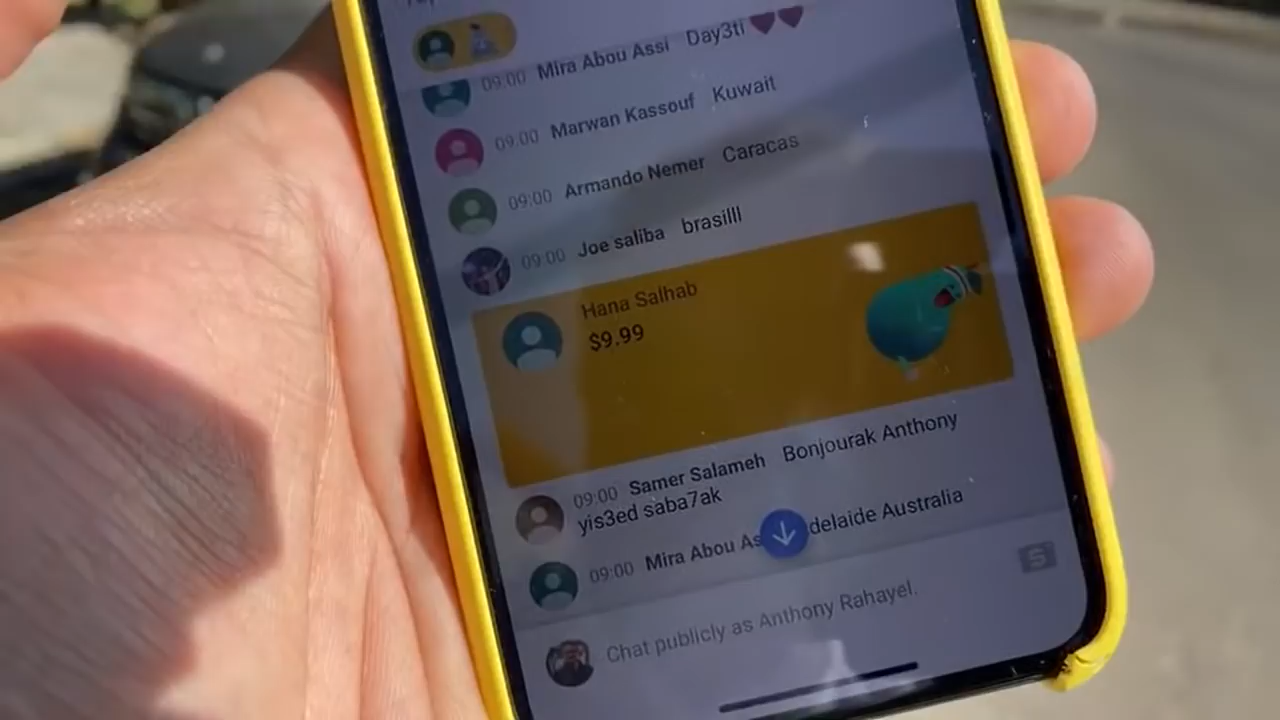 09:00 Mira Abou Assi Day3ti ♥♥
09:00 Marwan Kassouf Kuwait
09:00 Armando Nemer Caracas
09:00 Joe saliba brasilll
Hana Salhab
$9.99
09:00 Samer Salameh Bonjourak Anthony
yis3ed saba7ak
09:00 Mira Abou As delaide Australia
Chat publicly as Anthony Rahayel.